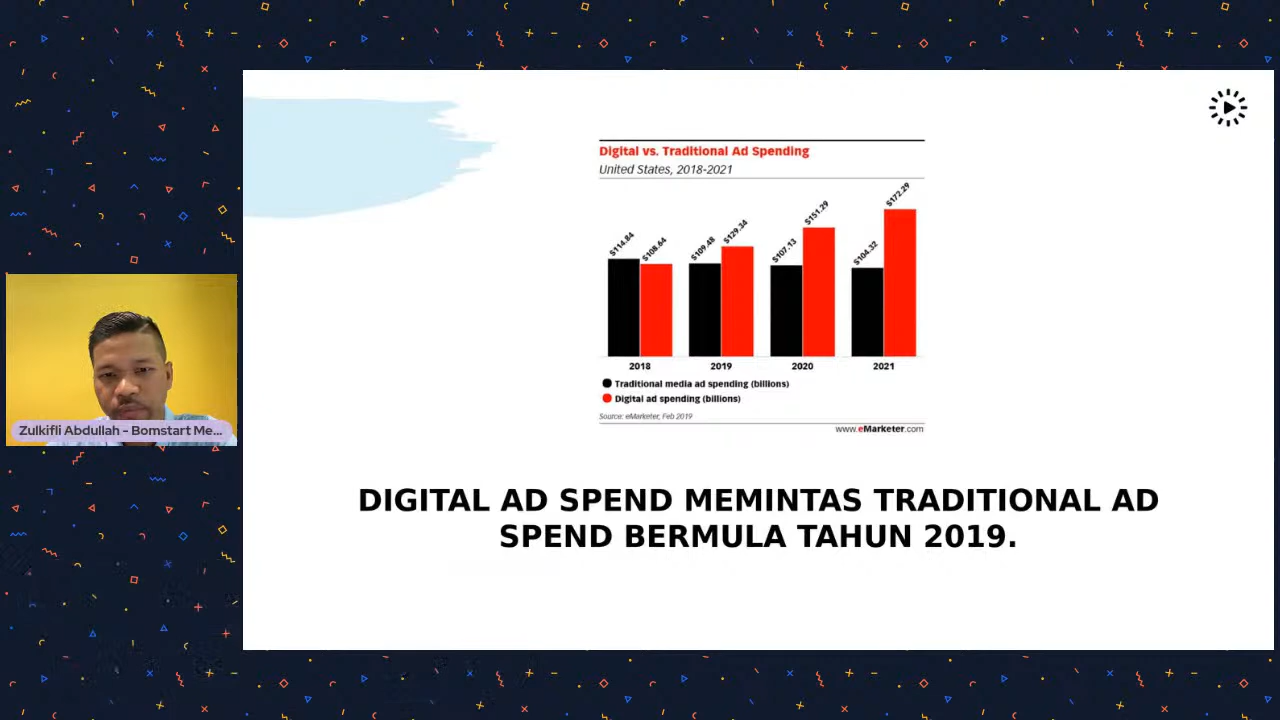 Digital vs. Traditional Ad Spending
United States, 2018-2021
$114.84 $108.64 $109.48 $129.34 $107.13 $151.29 $104.32 $172.29
2018 2019 2020 2021
Traditional media ad spending (billions)
Digital ad spending (billions)
Source: eMarketer, Feb 2019
www.eMarketer.com
Zulkifli Abdullah - Bomstart Me...
DIGITAL AD SPEND MEMINTAS TRADITIONAL AD
SPEND BERMULA TAHUN 2019.